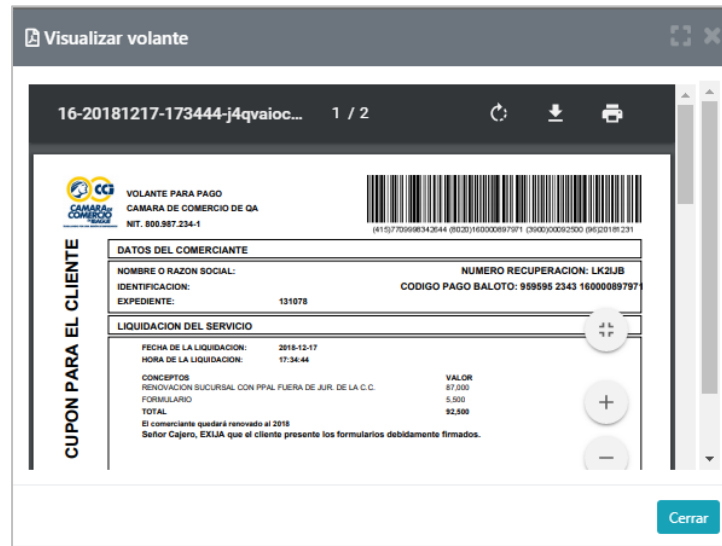 Visualizar volante
16-20181217-173444-j4qvaioc... 1 / 2
CCI
CAMARA DE
COMERCIO
VOLANTE PARA PAGO
CAMARA DE COMERCIO DE QA
NIT. 800.987.234-1
(415)7709998342644 (8020)160000897971 (3900)00092500 (96)20181231
CUPON PARA EL CLIENTE
DATOS DEL COMERCIANTE
NOMBRE O RAZON SOCIAL: NUMERO RECUPERACION: LK2IJB
IDENTIFICACION: CODIGO PAGO BALOTO: 959595 2343 160000897971
EXPEDIENTE: 131078
LIQUIDACION DEL SERVICIO
FECHA DE LA LIQUIDACION: 2018-12-17
HORA DE LA LIQUIDACION: 17:34:44
CONCEPTOS VALOR
RENOVACION SUCURSAL CON PPAL FUERA DE JUR. DE LA C.C. 87,000
FORMULARIO 5,500
TOTAL 92,500
El comerciante quedará renovado al 2018
Señor Cajero, EXIJA que el cliente presente los formularios debidamente firmados.
Cerrar